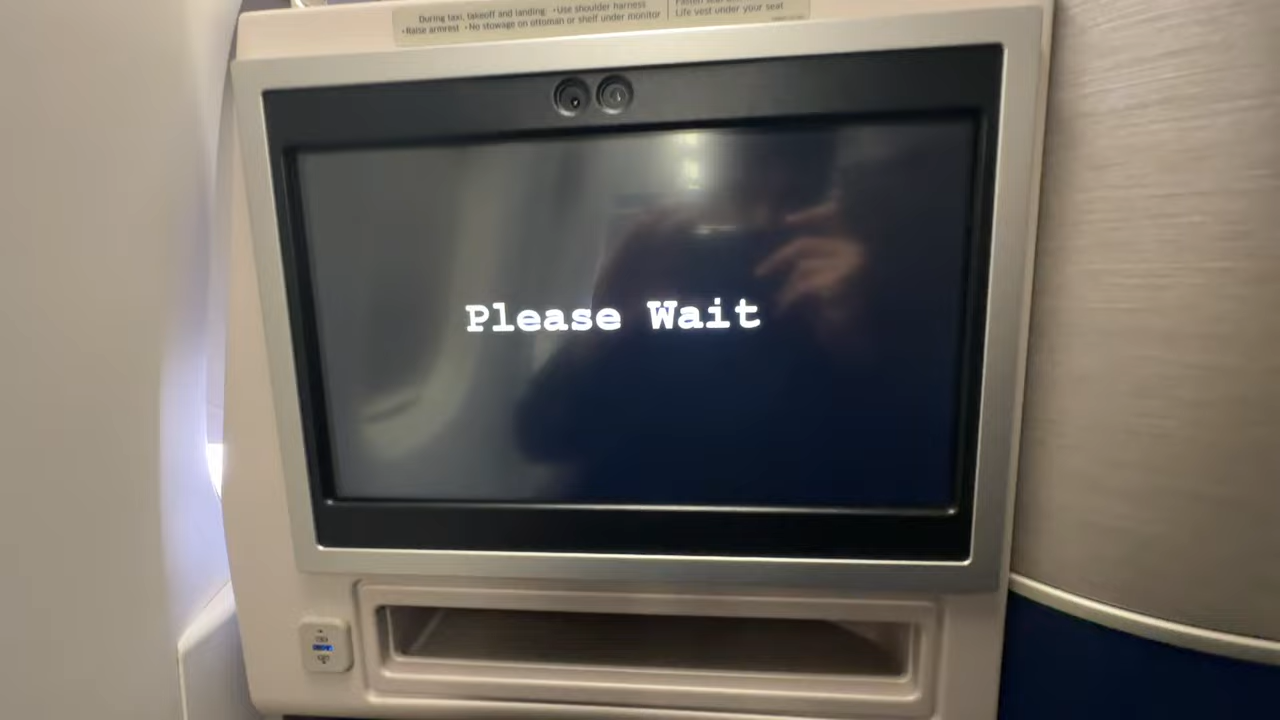 During taxi, takeoff and landing: •Use shoulder harness
•Raise armrest •No stowage on ottoman or shelf under monitor
Life vest under your seat
Please Wait